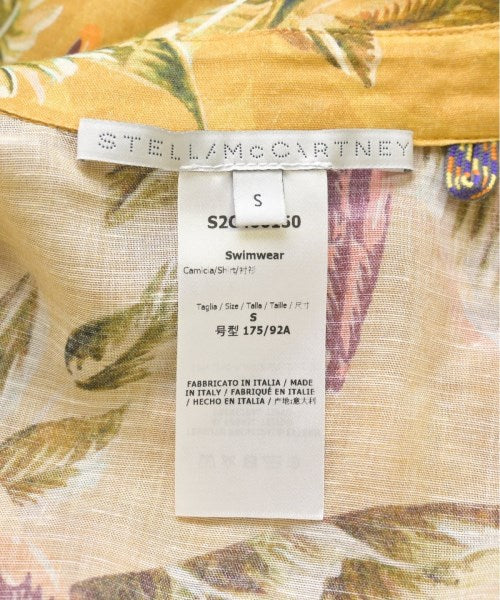 STELLA McCARTNEY
S
Swimwear
Camicia/Shirt/衬衫
Taglia / Size / Talla / Taille / 尺寸
S
号型 175/92A
FABBRICATO IN ITALIA / MADE
IN ITALY / FABRIQUÉ EN ITALIE
/ HECHO EN ITALIA / 产地:意大利